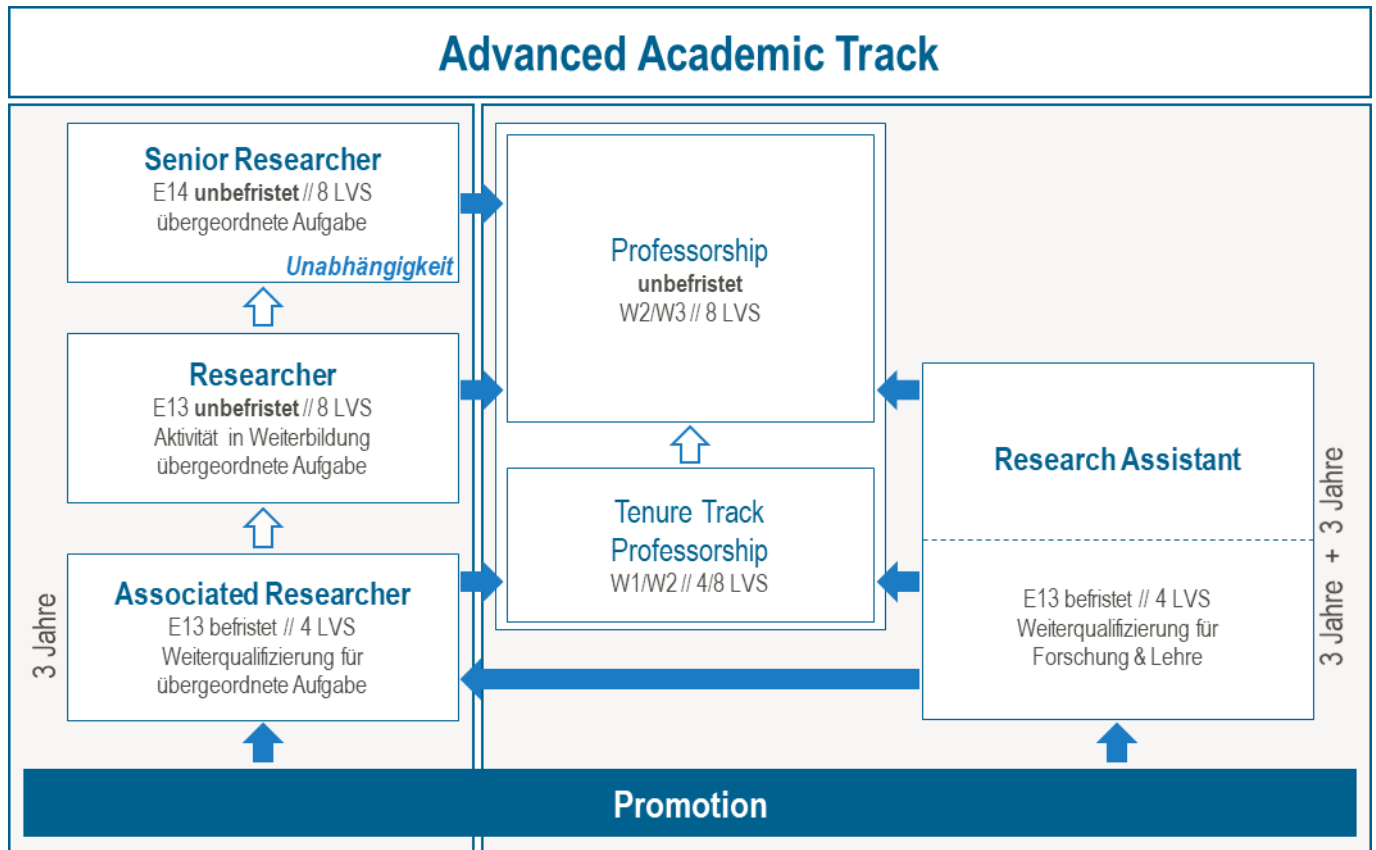 Advanced Academic Track
Senior Researcher
E14 unbefristet // 8 LVS
übergeordnete Aufgabe
Unabhängigkeit
Researcher
E13 unbefristet // 8 LVS
Aktivität in Weiterbildung
übergeordnete Aufgabe
3 Jahre
Associated Researcher
E13 befristet // 4 LVS
Weiterqualifizierung für
übergeordnete Aufgabe
Professorship
unbefristet
W2/W3 // 8 LVS
Tenure Track
Professorship
W1/W2 // 4/8 LVS
Research Assistant
E13 befristet // 4 LVS
Weiterqualifizierung für
Forschung & Lehre
3 Jahre + 3 Jahre
Promotion